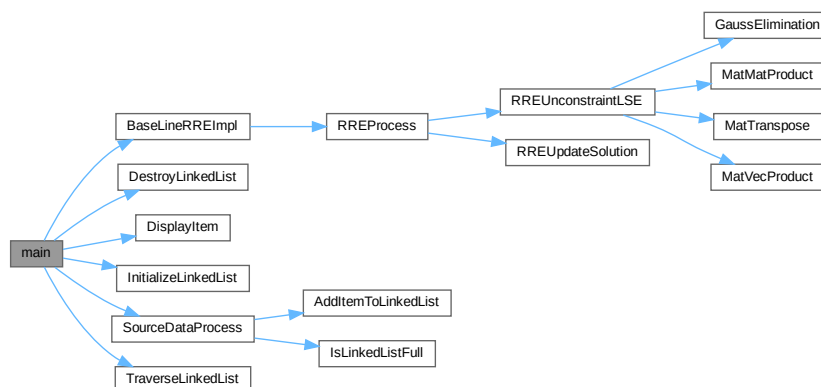 main
BaseLineRREImpl
DestroyLinkedList
DisplayItem
InitializeLinkedList
SourceDataProcess
TraverseLinkedList
RREProcess
AddItemToLinkedList
IsLinkedListFull
RREUnconstraintLSE
RREUpdateSolution
GaussElimination
MatMatProduct
MatTranspose
MatVecProduct